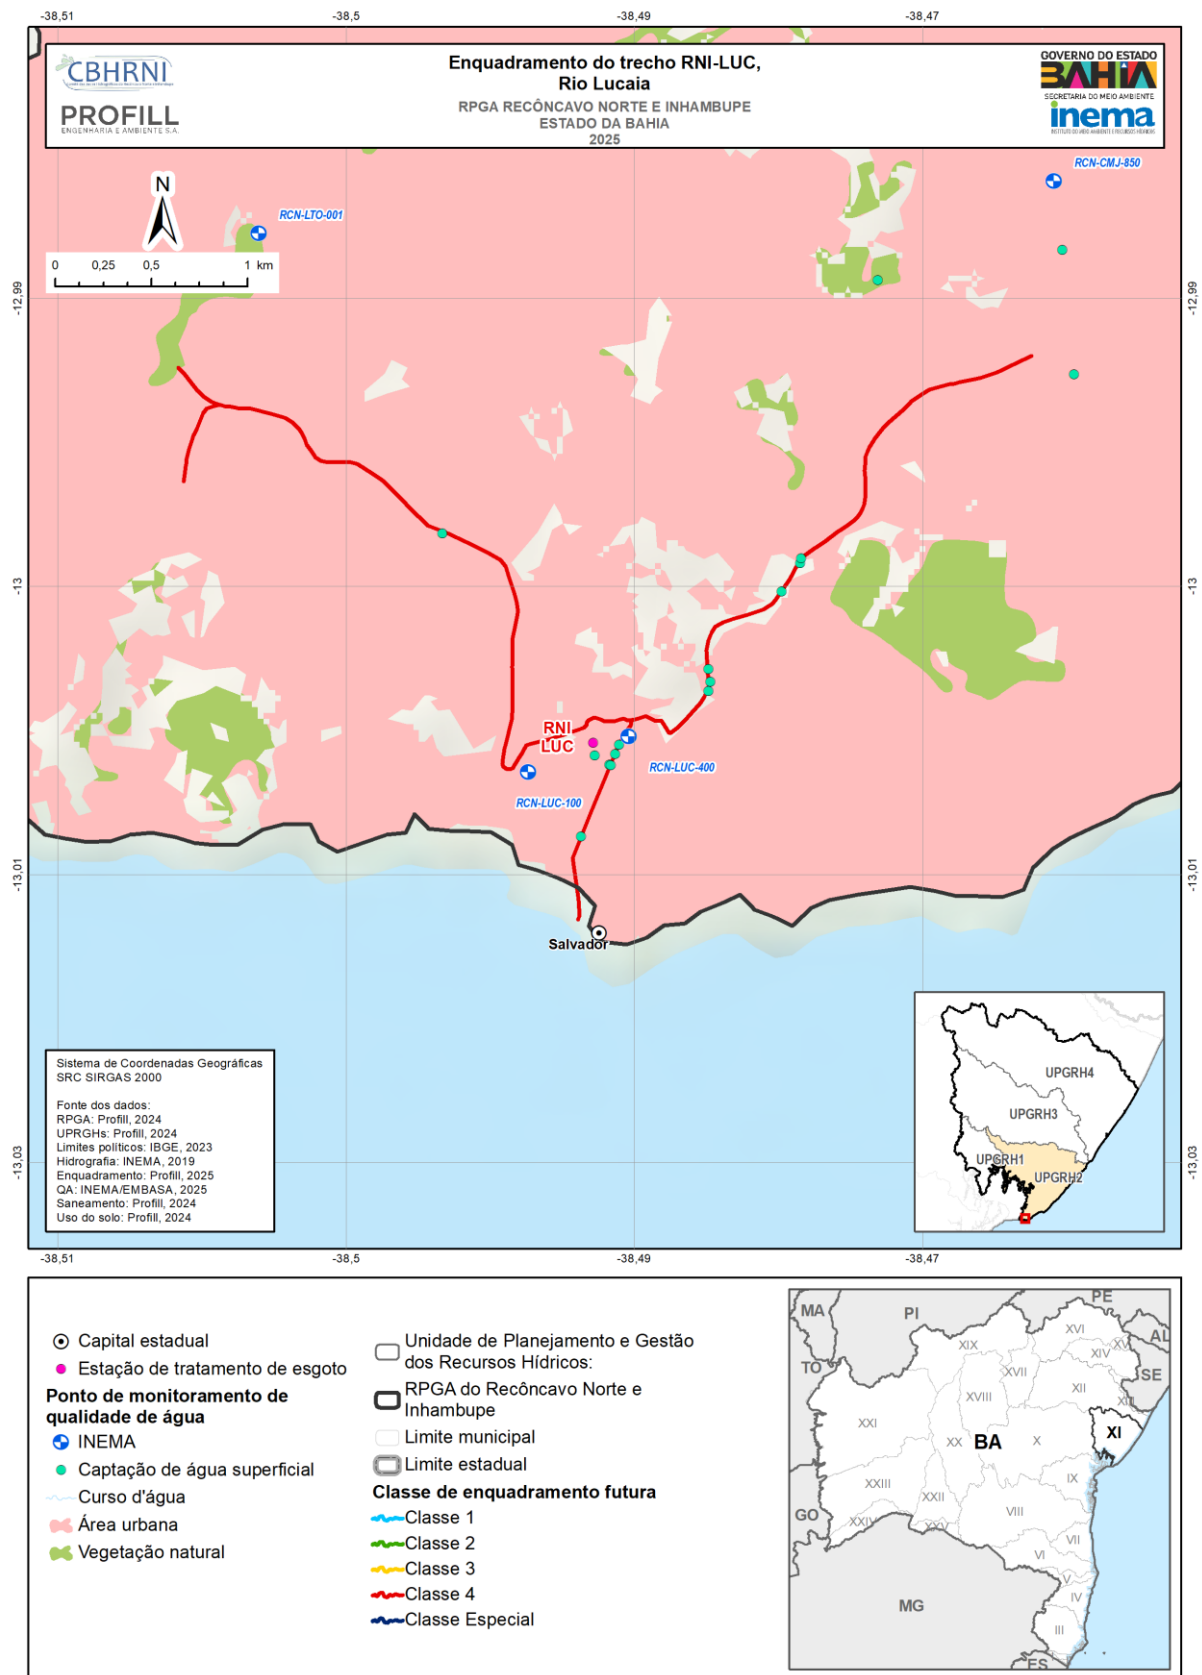 -38,51
-38,5
-38,49
-38,47
CBHRNI
PROFILL
ENGENHARIA E AMBIENTE S.A.
Enquadramento do trecho RNI-LUC,
Rio Lucaia
RPGA RECÔNCAVO NORTE E INHAMBUPE
ESTADO DA BAHIA
2025
GOVERNO DO ESTADO
BAHIA
SECRETARIA DO MEIO AMBIENTE
inema
INSTITUTO DO MEIO AMBIENTE E RECURSOS HÍDRICOS
RCN-CMJ-850
N
RCN-LTO-001
0 0,25 0,5 1 km
-12,99
-12,99
-13
-13
RNI
LUC
RCN-LUC-400
RCN-LUC-100
-13,01
-13,01
Salvador
UPGRH4
UPGRH3
UPGRH1
UPGRH2
Sistema de Coordenadas Geográficas
SRC SIRGAS 2000
Fonte dos dados:
RPGA: Profill, 2024
UPRGHs: Profill, 2024
Limites políticos: IBGE, 2023
Hidrografia: INEMA, 2019
Enquadramento: Profill, 2025
QA: INEMA/EMBASA, 2025
Saneamento: Profill, 2024
Uso do solo: Profill, 2024
-13,03
-13,03
-38,51
-38,5
-38,49
-38,47
Capital estadual
Estação de tratamento de esgoto
Ponto de monitoramento de
qualidade de água
INEMA
Captação de água superficial
Curso d'água
Área urbana
Vegetação natural
Unidade de Planejamento e Gestão
dos Recursos Hídricos:
RPGA do Recôncavo Norte e
Inhambupe
Limite municipal
Limite estadual
Classe de enquadramento futura
Classe 1
Classe 2
Classe 3
Classe 4
Classe Especial
MA
PI
PE
AL
TO
SE
XVI
XIX
XIV
XV
XVII
XII
XVIII
XIII
XXI
XI
XX
BA
X
IX
XXIII
XXII
VIII
GO
XXIV
XXV
VII
VI
V
IV
MG
III
ES